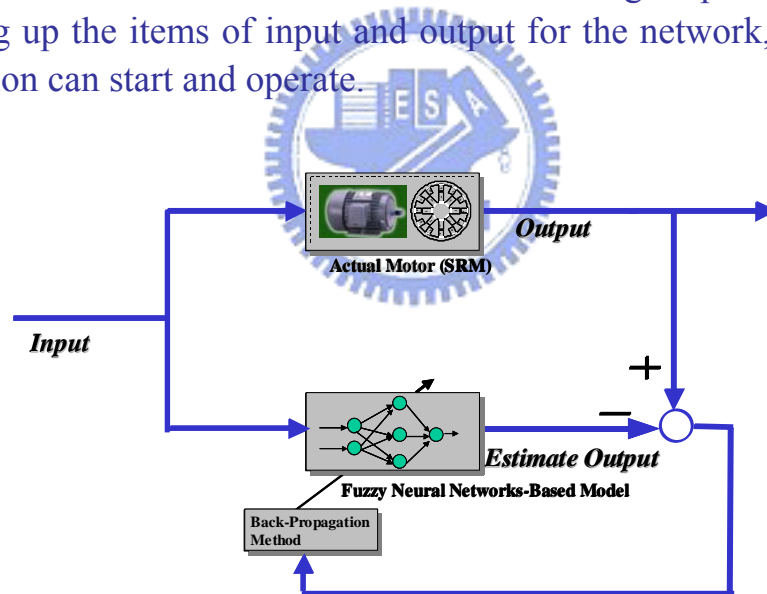 g up the items of input and output for the network,
on can start and operate.
ESA
Output
Actual Motor (SRM)
+
Input
−
Estimate Output
Fuzzy Neural Networks-Based Model
Back-Propagation
Method